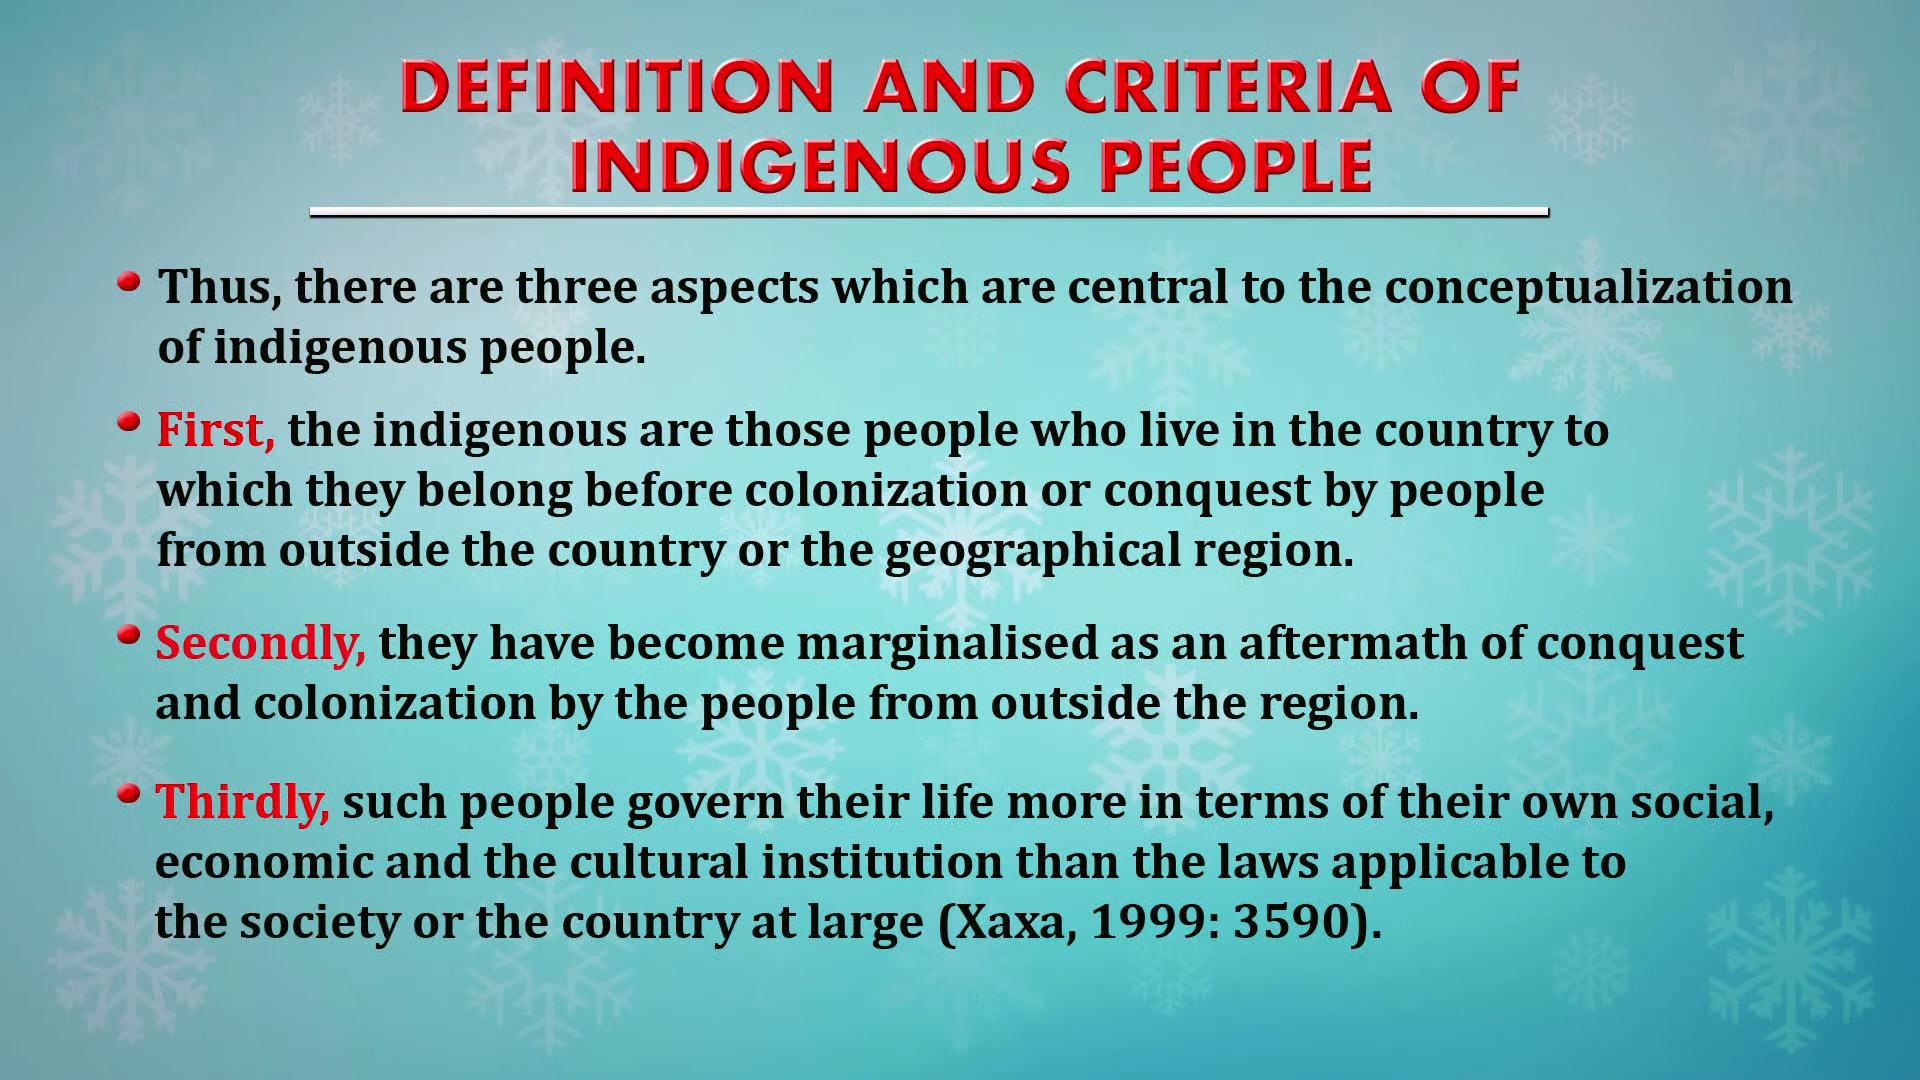 DEFINITION AND CRITERIA OF
INDIGENOUS PEOPLE
• Thus, there are three aspects which are central to the conceptualization
of indigenous people.
• First, the indigenous are those people who live in the country to
which they belong before colonization or conquest by people
from outside the country or the geographical region.
• Secondly, they have become marginalised as an aftermath of conquest
and colonization by the people from outside the region.
• Thirdly, such people govern their life more in terms of their own social,
economic and the cultural institution than the laws applicable to
the society or the country at large (Xaxa, 1999: 3590).